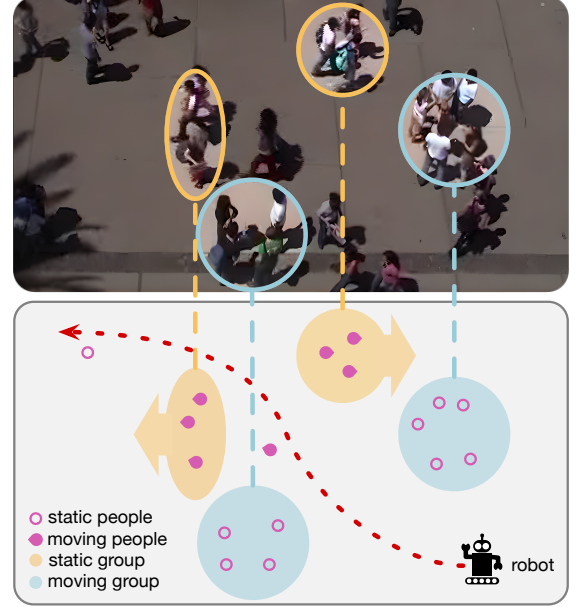 static people
moving people
static group
moving group
robot